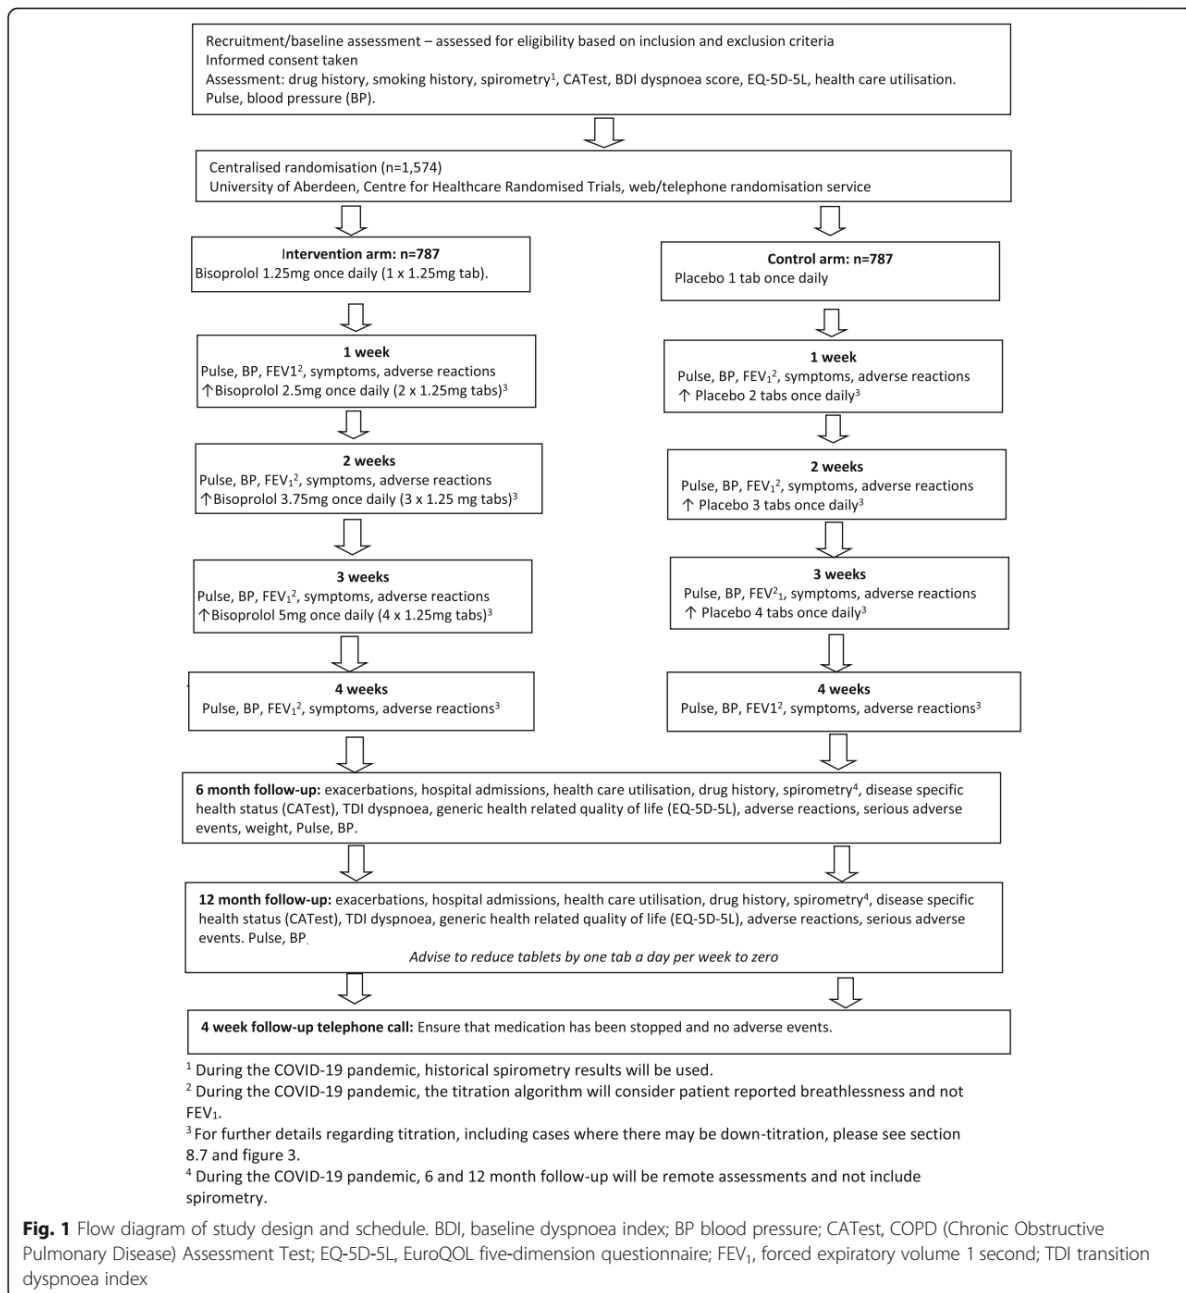 Recruitment/baseline assessment – assessed for eligibility based on inclusion and exclusion criteria
Informed consent taken
Assessment: drug history, smoking history, spirometry¹, CATest, BDI dyspnoea score, EQ-5D-5L, health care utilisation.
Pulse, blood pressure (BP).
Centralised randomisation (n=1,574)
University of Aberdeen, Centre for Healthcare Randomised Trials, web/telephone randomisation service
Intervention arm: n=787
Bisoprolol 1.25mg once daily (1 x 1.25mg tab).
Control arm: n=787
Placebo 1 tab once daily
1 week
Pulse, BP, FEV1², symptoms, adverse reactions
↑Bisoprolol 2.5mg once daily (2 x 1.25mg tabs)³
1 week
Pulse, BP, FEV₁², symptoms, adverse reactions
↑ Placebo 2 tabs once daily³
2 weeks
Pulse, BP, FEV₁², symptoms, adverse reactions
↑Bisoprolol 3.75mg once daily (3 x 1.25 mg tabs)³
2 weeks
Pulse, BP, FEV₁², symptoms, adverse reactions
↑ Placebo 3 tabs once daily³
3 weeks
Pulse, BP, FEV₁², symptoms, adverse reactions
↑Bisoprolol 5mg once daily (4 x 1.25mg tabs)³
3 weeks
Pulse, BP, FEV²₁, symptoms, adverse reactions
↑ Placebo 4 tabs once daily³
4 weeks
Pulse, BP, FEV₁², symptoms, adverse reactions³
4 weeks
Pulse, BP, FEV1², symptoms, adverse reactions³
6 month follow-up: exacerbations, hospital admissions, health care utilisation, drug history, spirometry⁴, disease specific
health status (CATest), TDI dyspnoea, generic health related quality of life (EQ-5D-5L), adverse reactions, serious adverse
events, weight, Pulse, BP.
12 month follow-up: exacerbations, hospital admissions, health care utilisation, drug history, spirometry⁴, disease specific
health status (CATest), TDI dyspnoea, generic health related quality of life (EQ-5D-5L), adverse reactions, serious adverse
events. Pulse, BP.
Advise to reduce tablets by one tab a day per week to zero
4 week follow-up telephone call: Ensure that medication has been stopped and no adverse events.
¹ During the COVID-19 pandemic, historical spirometry results will be used.
² During the COVID-19 pandemic, the titration algorithm will consider patient reported breathlessness and not
FEV₁.
³ For further details regarding titration, including cases where there may be down-titration, please see section
8.7 and figure 3.
⁴ During the COVID-19 pandemic, 6 and 12 month follow-up will be remote assessments and not include
spirometry.
Fig. 1 Flow diagram of study design and schedule. BDI, baseline dyspnoea index; BP blood pressure; CATest, COPD (Chronic Obstructive
Pulmonary Disease) Assessment Test; EQ-5D-5L, EuroQOL five-dimension questionnaire; FEV₁, forced expiratory volume 1 second; TDI transition
dyspnoea index